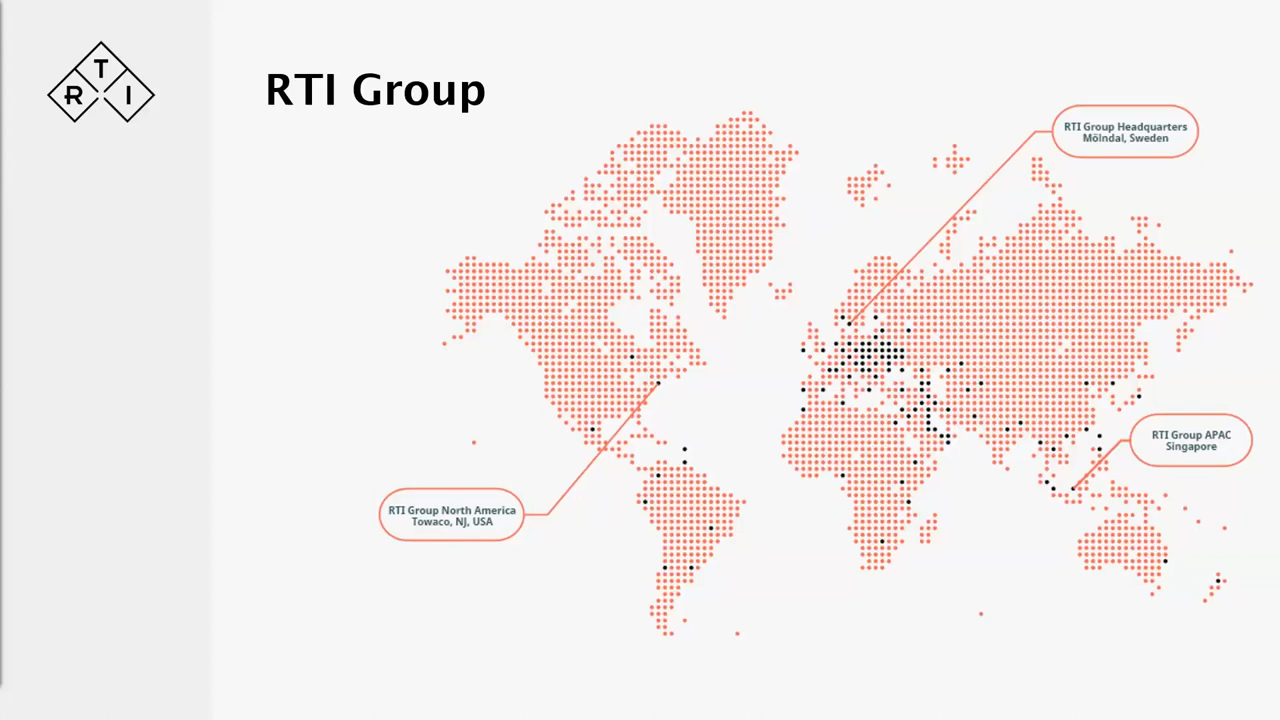 T
R I
RTI Group
RTI Group Headquarters
Mölndal, Sweden
RTI Group APAC
Singapore
RTI Group North America
Towaco, NJ, USA